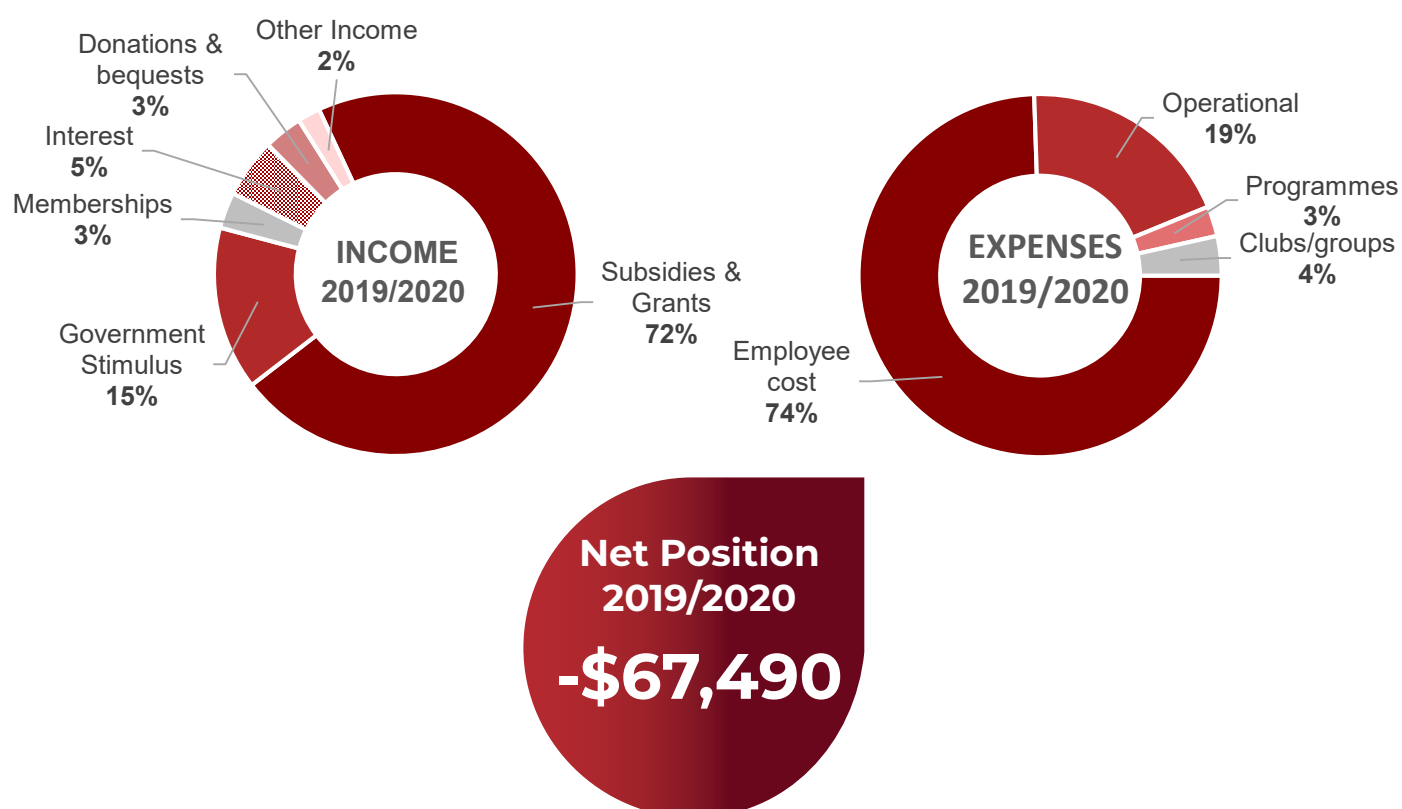 Other Income
2%
Donations &
bequests
3%
Interest
5%
Memberships
3%
Government
Stimulus
15%
INCOME
2019/2020
Subsidies &
Grants
72%
Operational
19%
Programmes
3%
Clubs/groups
4%
EXPENSES
2019/2020
Employee
cost
74%
Net Position
2019/2020
-$67,490